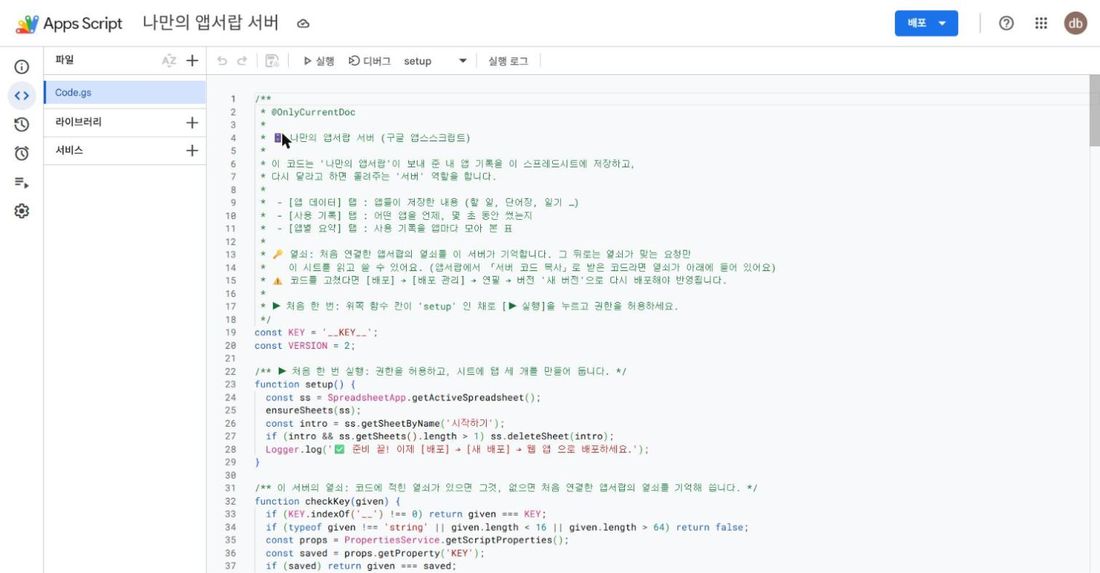 Apps Script 나만의 앱서랍 서버
배포
db
파일
AZ
실행
디버그
setup
실행 로그
Code.gs
라이브러리
서비스
1 /**
2 * @OnlyCurrentDoc
3 *
4 * 🗄️ 나만의 앱서랍 서버 (구글 앱스스크립트)
5 *
6 * 이 코드는 '나만의 앱서랍'이 보내 준 내 앱 기록을 이 스프레드시트에 저장하고,
7 * 다시 달라고 하면 돌려주는 '서버' 역할을 합니다.
8 *
9 * - [앱 데이터] 탭 : 앱들이 저장한 내용 (할 일, 단어장, 일기 …)
10 * - [사용 기록] 탭 : 어떤 앱을 언제, 몇 초 동안 썼는지
11 * - [앱별 요약] 탭 : 사용 기록을 앱마다 모아 본 표
12 *
13 * 🔑 열쇠: 처음 연결한 앱서랍의 열쇠를 이 서버가 기억합니다. 그 뒤로는 열쇠가 맞는 요청만
14 * 이 시트를 읽고 쓸 수 있어요. (앱서랍에서 「서버 코드 복사」로 받은 코드라면 열쇠가 아래에 들어 있어요)
15 * ⚠️ 코드를 고쳤다면 [배포] → [배포 관리] → 연필 → 버전 '새 버전'으로 다시 배포해야 반영됩니다.
16 *
17 * ▶ 처음 한 번: 위쪽 함수 칸이 'setup' 인 채로 [▶ 실행]을 누르고 권한을 허용하세요.
18 */
19 const KEY = '__KEY__';
20 const VERSION = 2;
21
22 /** ▶ 처음 한 번 실행: 권한을 허용하고, 시트에 탭 세 개를 만들어 둡니다. */
23 function setup() {
24 const ss = SpreadsheetApp.getActiveSpreadsheet();
25 ensureSheets(ss);
26 const intro = ss.getSheetByName('시작하기');
27 if (intro && ss.getSheets().length > 1) ss.deleteSheet(intro);
28 Logger.log('✅ 준비 끝! 이제 [배포] → [새 배포] → 웹 앱 으로 배포하세요.');
29 }
30
31 /** 이 서버의 열쇠: 코드에 적힌 열쇠가 있으면 그것, 없으면 처음 연결한 앱서랍의 열쇠를 기억해 씁니다. */
32 function checkKey(given) {
33 if (KEY.indexOf('__') !== 0) return given === KEY;
34 if (typeof given !== 'string' || given.length < 16 || given.length > 64) return false;
35 const props = PropertiesService.getScriptProperties();
36 const saved = props.getProperty('KEY');
37 if (saved) return given === saved;